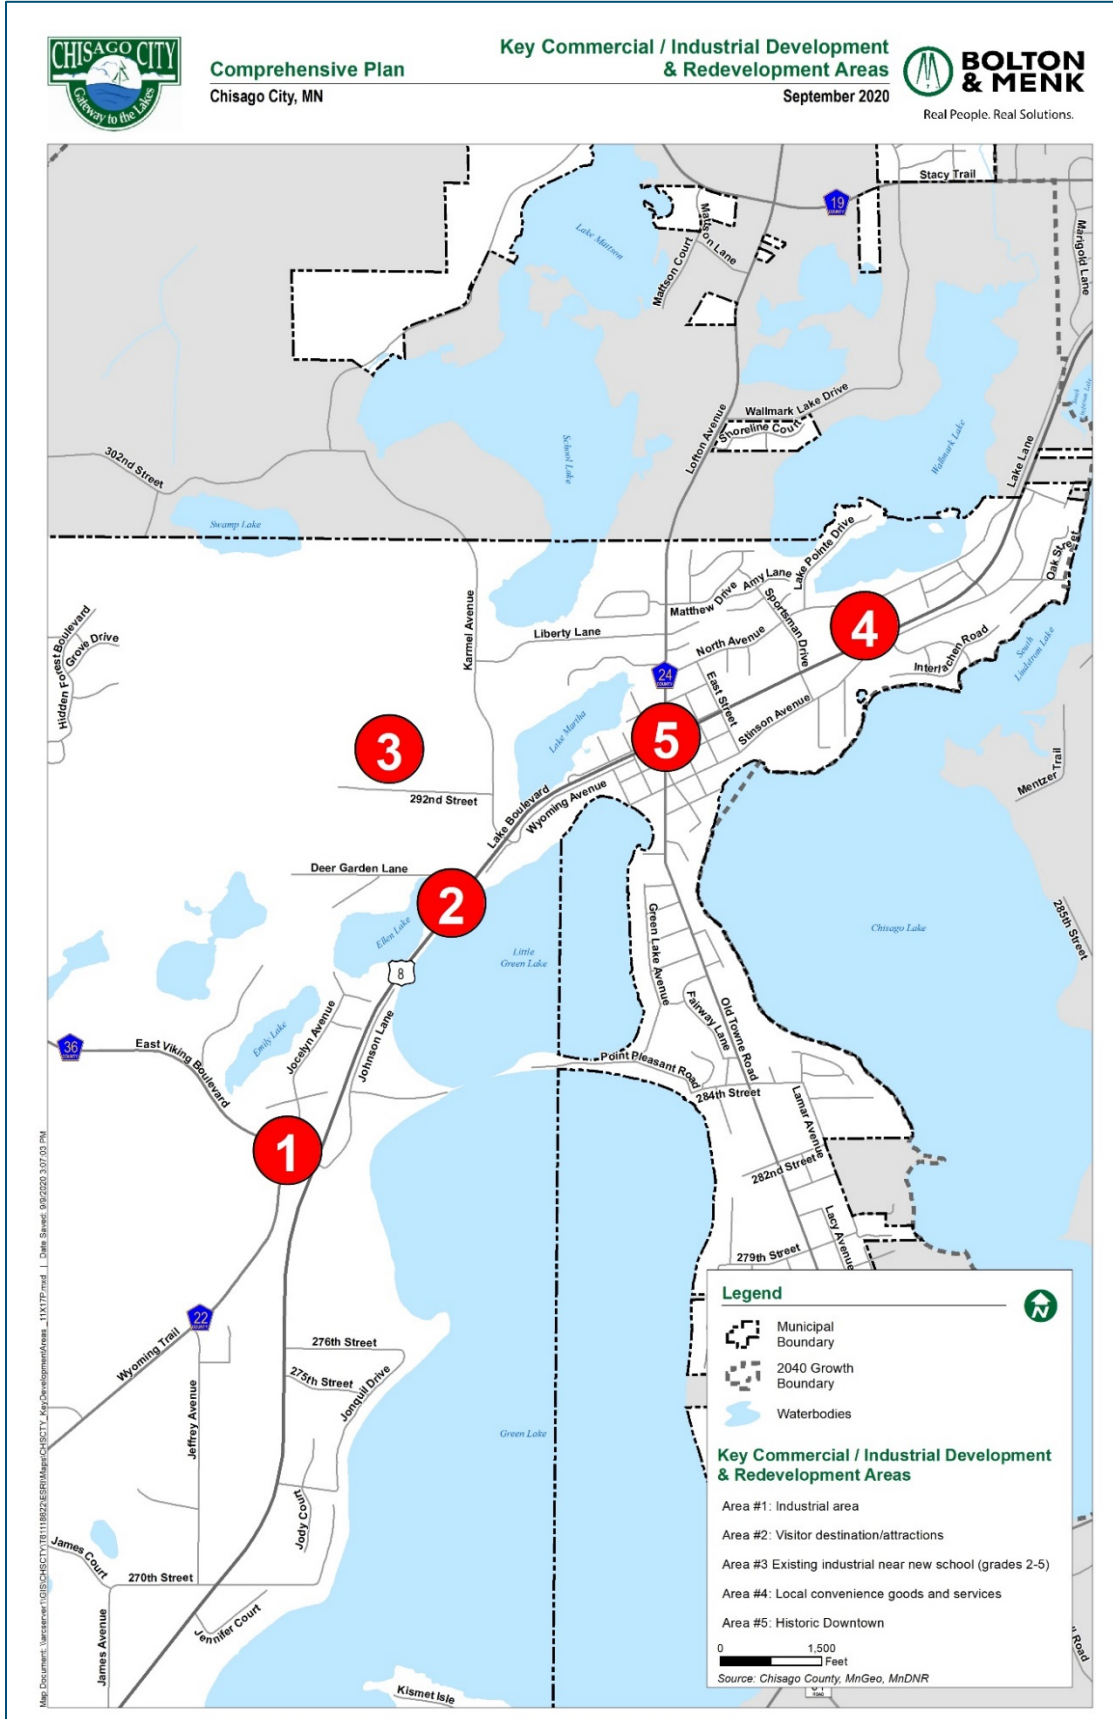 CHISAGO CITY
Gateway to the Lakes
Comprehensive Plan
Chisago City, MN
Key Commercial / Industrial Development
& Redevelopment Areas
September 2020
BOLTON
& MENK
Real People. Real Solutions.
Stacy Trail
19
COUNTY
Lake Mattson
Mattson Lane
Mattson Court
Marigold Lane
Wallmark Lake Drive
Shoreline Court
Lofton Avenue
School Lake
Wallmark Lake
Lake Lane
302nd Street
Swamp Lake
Oak Street
Lake Pointe Drive
Amy Lane
Matthew Drive
Sportsman Drive
Liberty Lane
North Avenue
4
Karmel Avenue
Hidden Forest Boulevard
Grove Drive
24
COUNTY
Interlachen Road
South
Lindstrom Lake
East Street
Stinson Avenue
Lake Martha
5
3
292nd Street
Lake Boulevard
Wyoming Avenue
Mentzer Trail
Deer Garden Lane
2
Ellen Lake
Little
Green Lake
Green Lake Avenue
285th Street
Chisago Lake
8
Fairway Lane
Old Towne Road
36
COUNTY
East Viking Boulevard
Emily Lake
Jocelyn Avenue
Johnson Lane
Point Pleasant Road
284th Street
Lamar Avenue
1
282nd Street
Lacy Avenue
279th Street
22
COUNTY
Wyoming Trail
276th Street
275th Street
Jonquil Drive
Jeffrey Avenue
Green Lake
Jody Court
James Court
270th Street
Jennifer Court
James Avenue
Kismet Isle
Legend
N
Municipal
Boundary
2040 Growth
Boundary
Waterbodies
Key Commercial / Industrial Development
& Redevelopment Areas
Area #1: Industrial area
Area #2: Visitor destination/attractions
Area #3 Existing industrial near new school (grades 2-5)
Area #4: Local convenience goods and services
Area #5: Historic Downtown
0 1,500
Feet
Source: Chisago County, MnGeo, MnDNR
Road